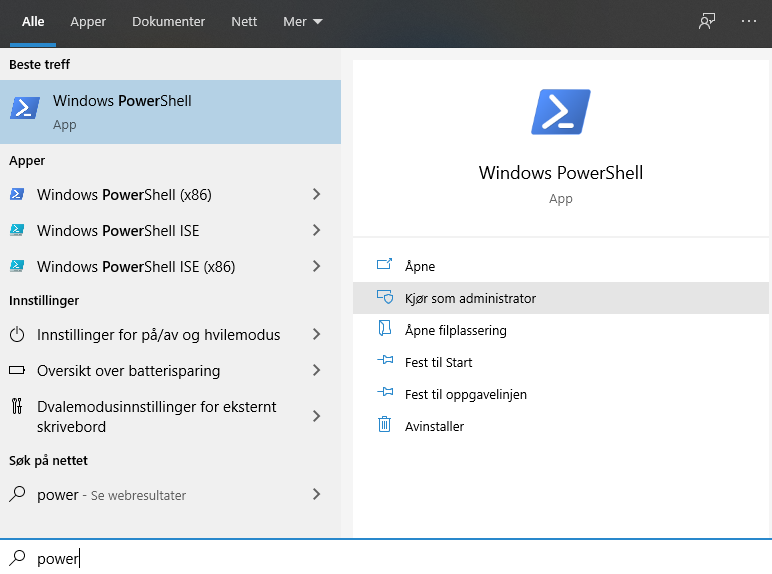 Alle Apper Dokumenter Nett Mer
Beste treff
Windows PowerShell
App
Apper
Windows PowerShell (x86)
Windows PowerShell ISE
Windows PowerShell ISE (x86)
Innstillinger
Innstillinger for på/av og hvilemodus
Oversikt over batterisparing
Dvalemodusinnstillinger for eksternt
skrivebord
Søk på nettet
power - Se webresultater
Windows PowerShell
App
Åpne
Kjør som administrator
Åpne filplassering
Fest til Start
Fest til oppgavelinjen
Avinstaller
power